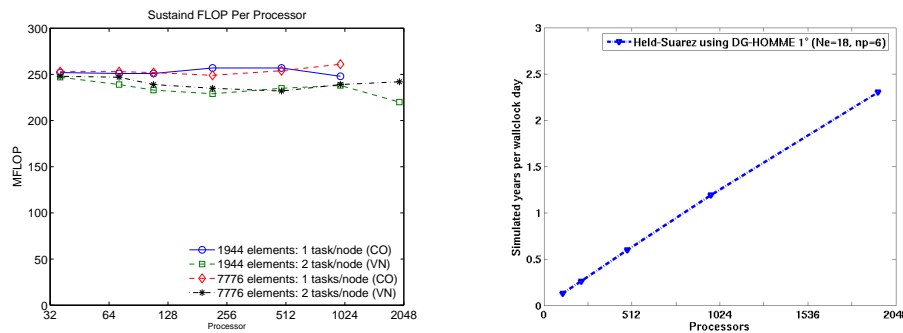 Sustaind FLOP Per Processor
300
250
200
150
100
50
0
MFLOP
32 64 128 256 512 1024 2048
Processor
1944 elements: 1 task/node (CO)
1944 elements: 2 task/node (VN)
7776 elements: 1 tasks/node (CO)
7776 elements: 2 tasks/node (VN)
3
2.5
2
1.5
1
0.5
0
Simulated years per wallclock day
Held-Suarez using DG-HOMME 1° (Ne=18, np=6)
0 512 1024 1536 204
Processors